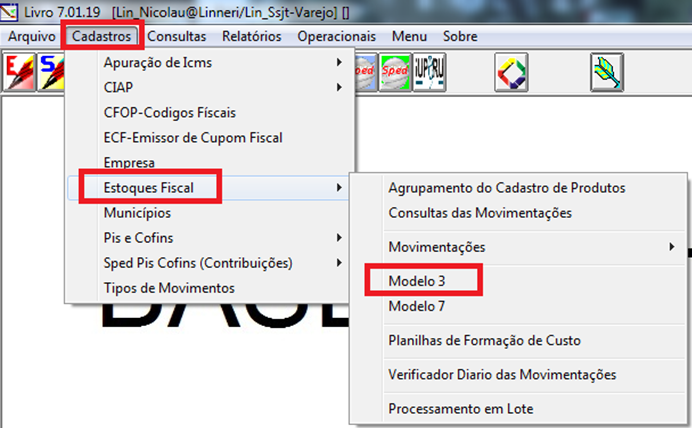 Livro 7.01.19 [Lin_Nicolau@Linneri/Lin_Ssjt-Varejo] []
Arquivo Cadastros Consultas Relatórios Operacionais Menu Sobre
Sped Sped iUPIRU
Apuração de Icms
CIAP
CFOP-Codigos Físcais
ECF-Emissor de Cupom Fiscal
Empresa
Estoques Fiscal
Municípios
Pis e Cofins
Sped Pis Cofins (Contribuições)
Tipos de Movimentos
Agrupamento do Cadastro de Produtos
Consultas das Movimentações
Movimentações
Modelo 3
Modelo 7
Planilhas de Formação de Custo
Verificador Diario das Movimentações
Processamento em Lote